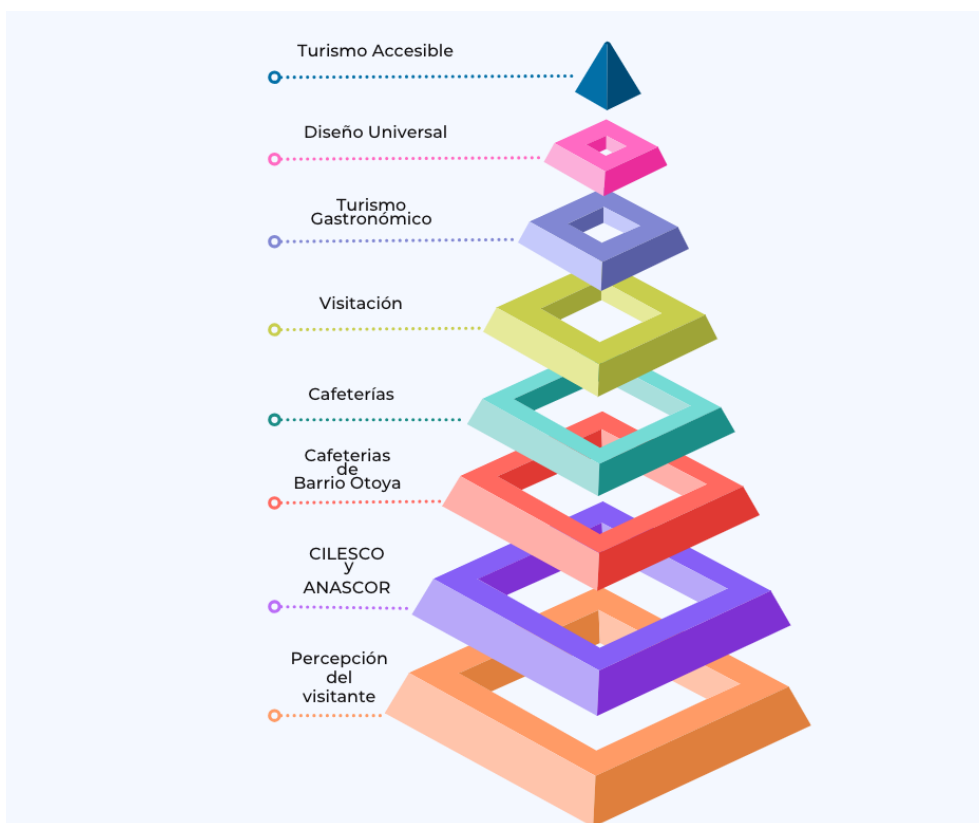 Turismo Accesible
Diseño Universal
Turismo
Gastronómico
Visitación
Cafeterías
Cafeterias
de
Barrio Otoya
CILESCO
y
ANASCOR
Percepción
del
visitante